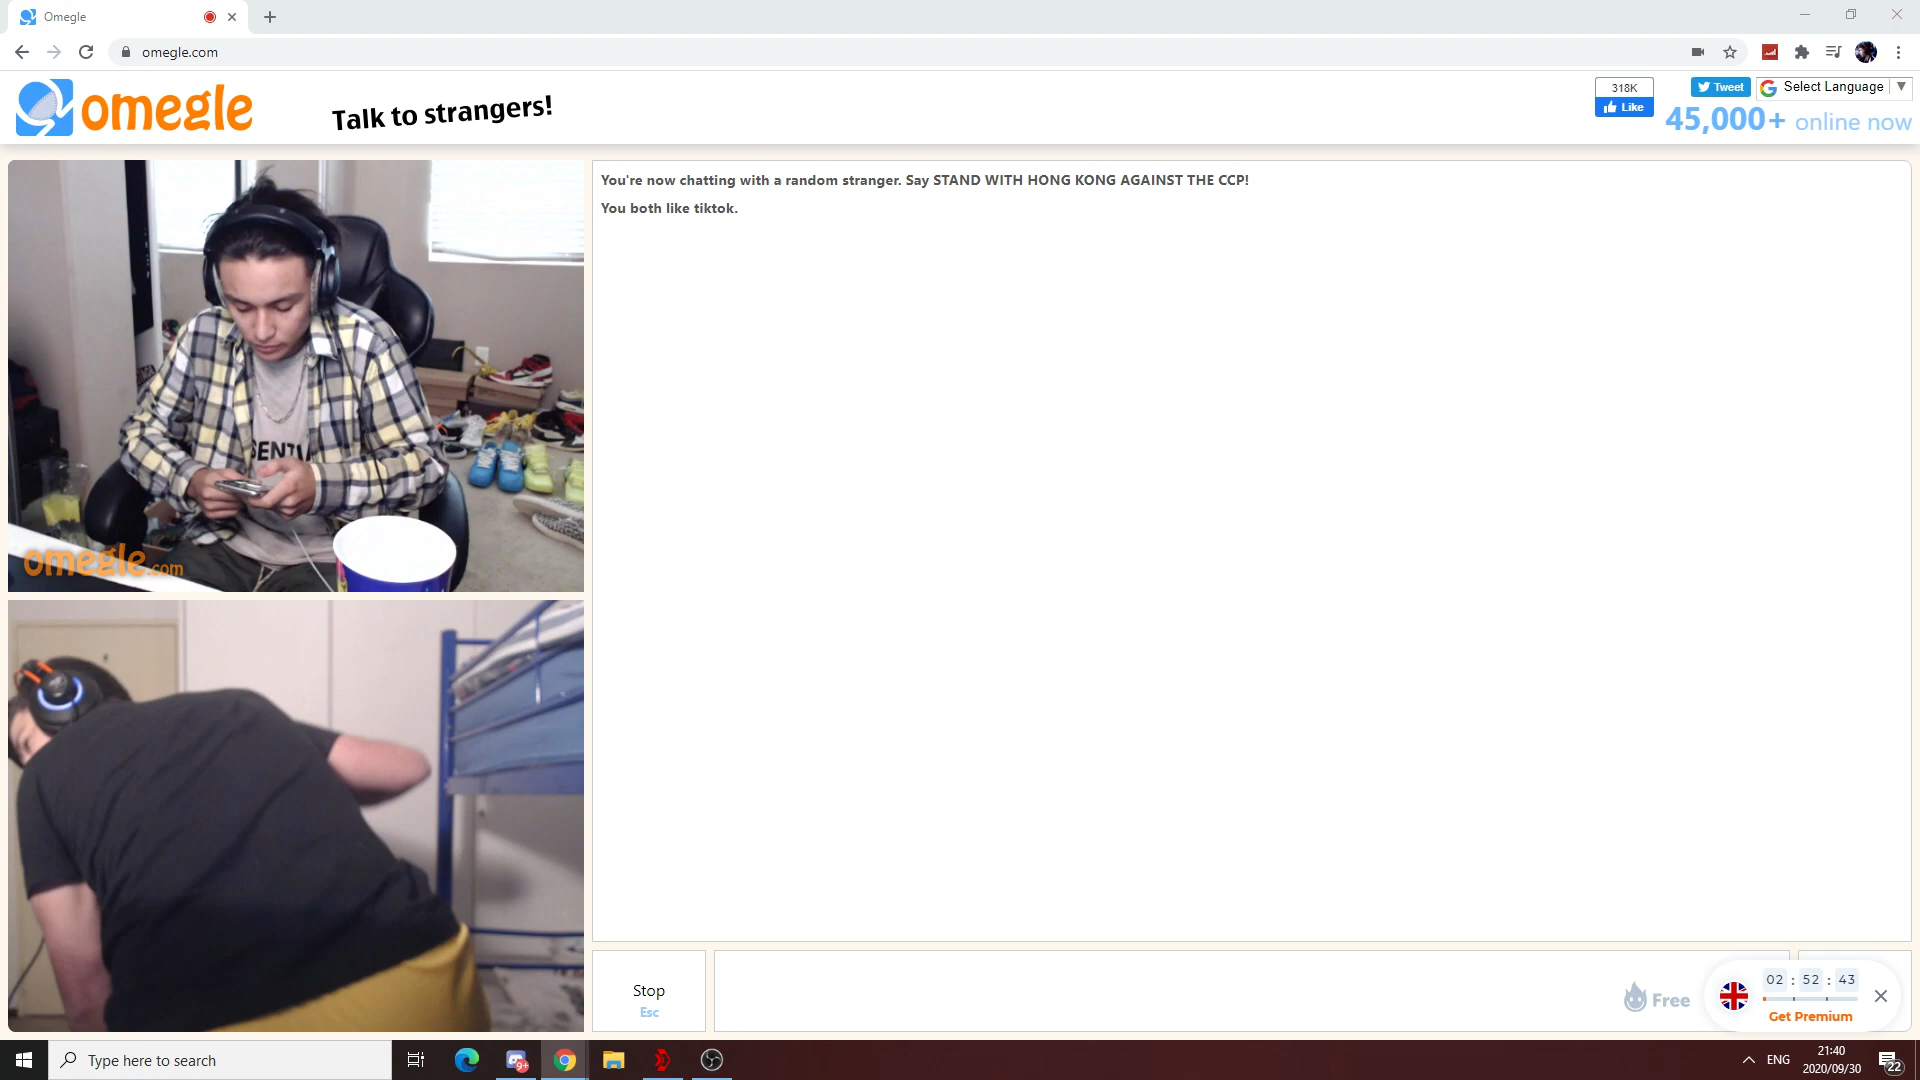 Omegle
omegle.com
omegle
Talk to strangers!
318K
Like
Tweet
Select Language
45,000+ online now
You're now chatting with a random stranger. Say STAND WITH HONG KONG AGAINST THE CCP!
You both like tiktok.
omegle.com
Stop
Esc
Free
02 : 52 : 43
Get Premium
Type here to search
9+
ENG
21:40
2020/09/30
22